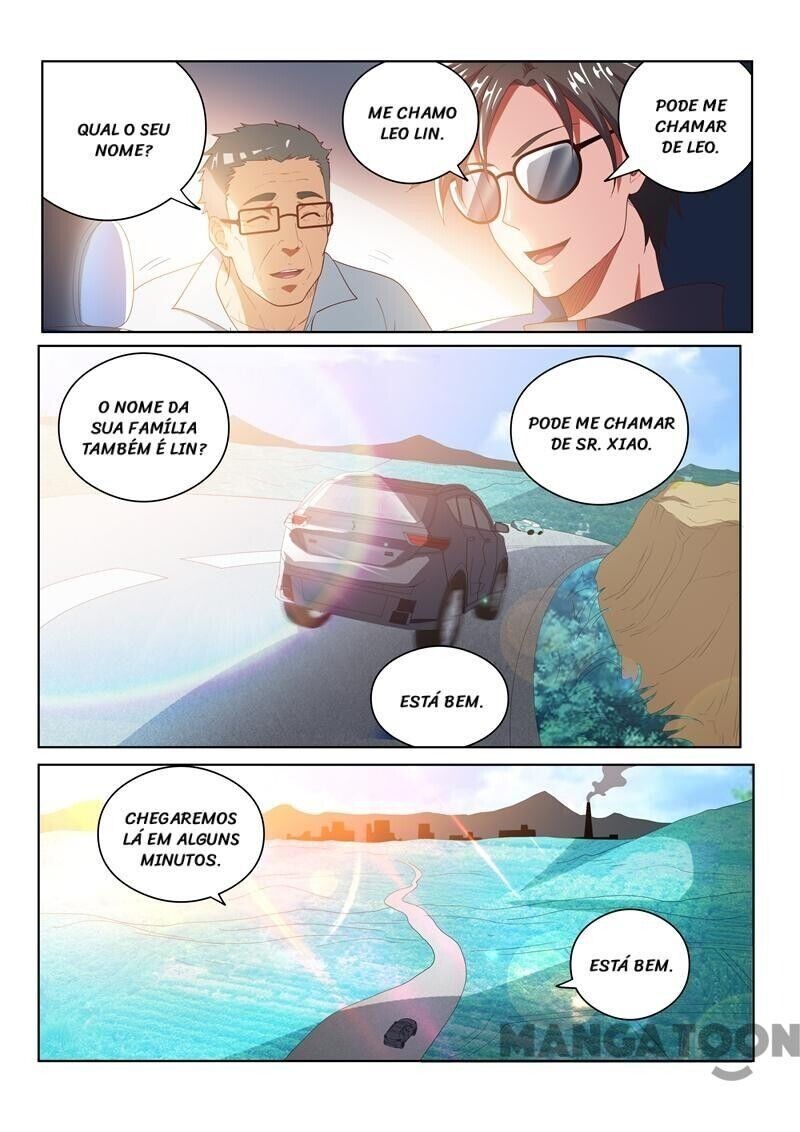 QUAL O SEU
NOME?
ME CHAMO
LEO LIN.
PODE ME
CHAMAR
DE LEO.
O NOME DA
SUA FAMÍLIA
TAMBÉM É LIN?
PODE ME CHAMAR
DE SR. XIAO.
ESTÁ BEM.
CHEGAREMOS
LÁ EM ALGUNS
MINUTOS.
ESTÁ BEM.
MANGATOON